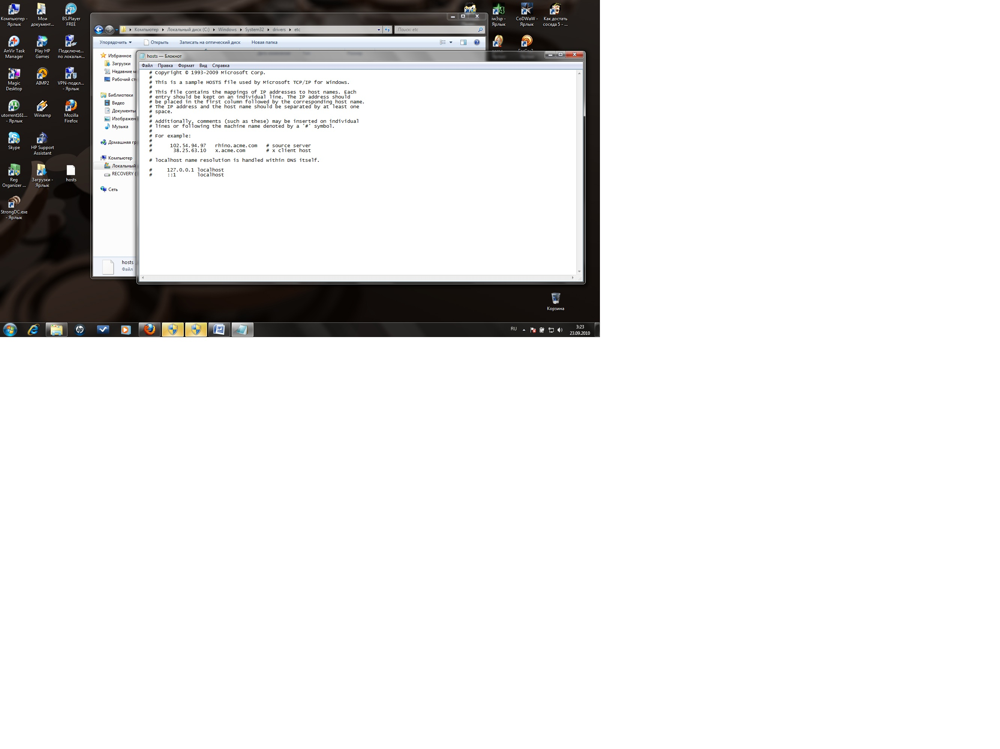 Компьютер - Ярлык
Мои документ...
BS.Player FREE
AnVir Task Manager
Play HP Games
Подключе... по локальн...
Magic Desktop
AIMP2
VPN-подкл... - Ярлык
utorrent161... - Ярлык
Winamp
Mozilla Firefox
Skype
HP Support Assistant
Reg Organizer ...
Загрузки - Ярлык
hosts
StrongDC.exe - Ярлык
iw3sp - Ярлык
CoDWaW - Ярлык
Как достать соседа 5 - ...
Компьютер Локальный диск (C:) Windows System32 drivers etc
Поиск: etc
Упорядочить Открыть Записать на оптический диск Новая папка
Избранное
Загрузки
Недавние м
Рабочий сто
Библиотеки
Видео
Документы
Изображен
Музыка
Домашняя гр
Компьютер
Локальный
RECOVERY (
Сеть
hosts
Файл
hosts — Блокнот
Файл Правка Формат Вид Справка
# Copyright © 1993-2009 Microsoft Corp.
#
# This is a sample HOSTS file used by Microsoft TCP/IP for Windows.
#
# This file contains the mappings of IP addresses to host names. Each
# entry should be kept on an individual line. The IP address should
# be placed in the first column followed by the corresponding host name.
# The IP address and the host name should be separated by at least one
# space.
#
# Additionally, comments (such as these) may be inserted on individual
# lines or following the machine name denoted by a '#' symbol.
#
# For example:
#
# 102.54.94.97 rhino.acme.com # source server
# 38.25.63.10 x.acme.com # x client host
# localhost name resolution is handled within DNS itself.
# 127.0.0.1 localhost
# ::1 localhost
Корзина
RU
3:23
23.09.2010